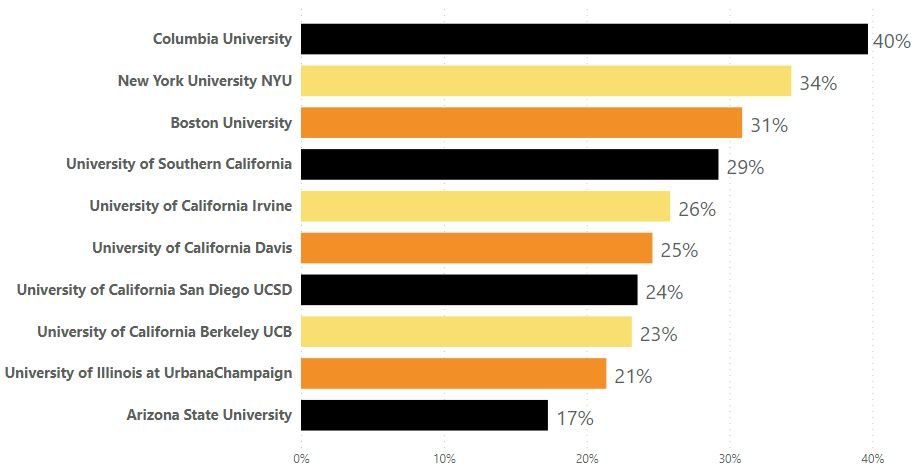 Columbia University 40%
New York University NYU 34%
Boston University 31%
University of Southern California 29%
University of California Irvine 26%
University of California Davis 25%
University of California San Diego UCSD 24%
University of California Berkeley UCB 23%
University of Illinois at UrbanaChampaign 21%
Arizona State University 17%
0% 10% 20% 30% 40%